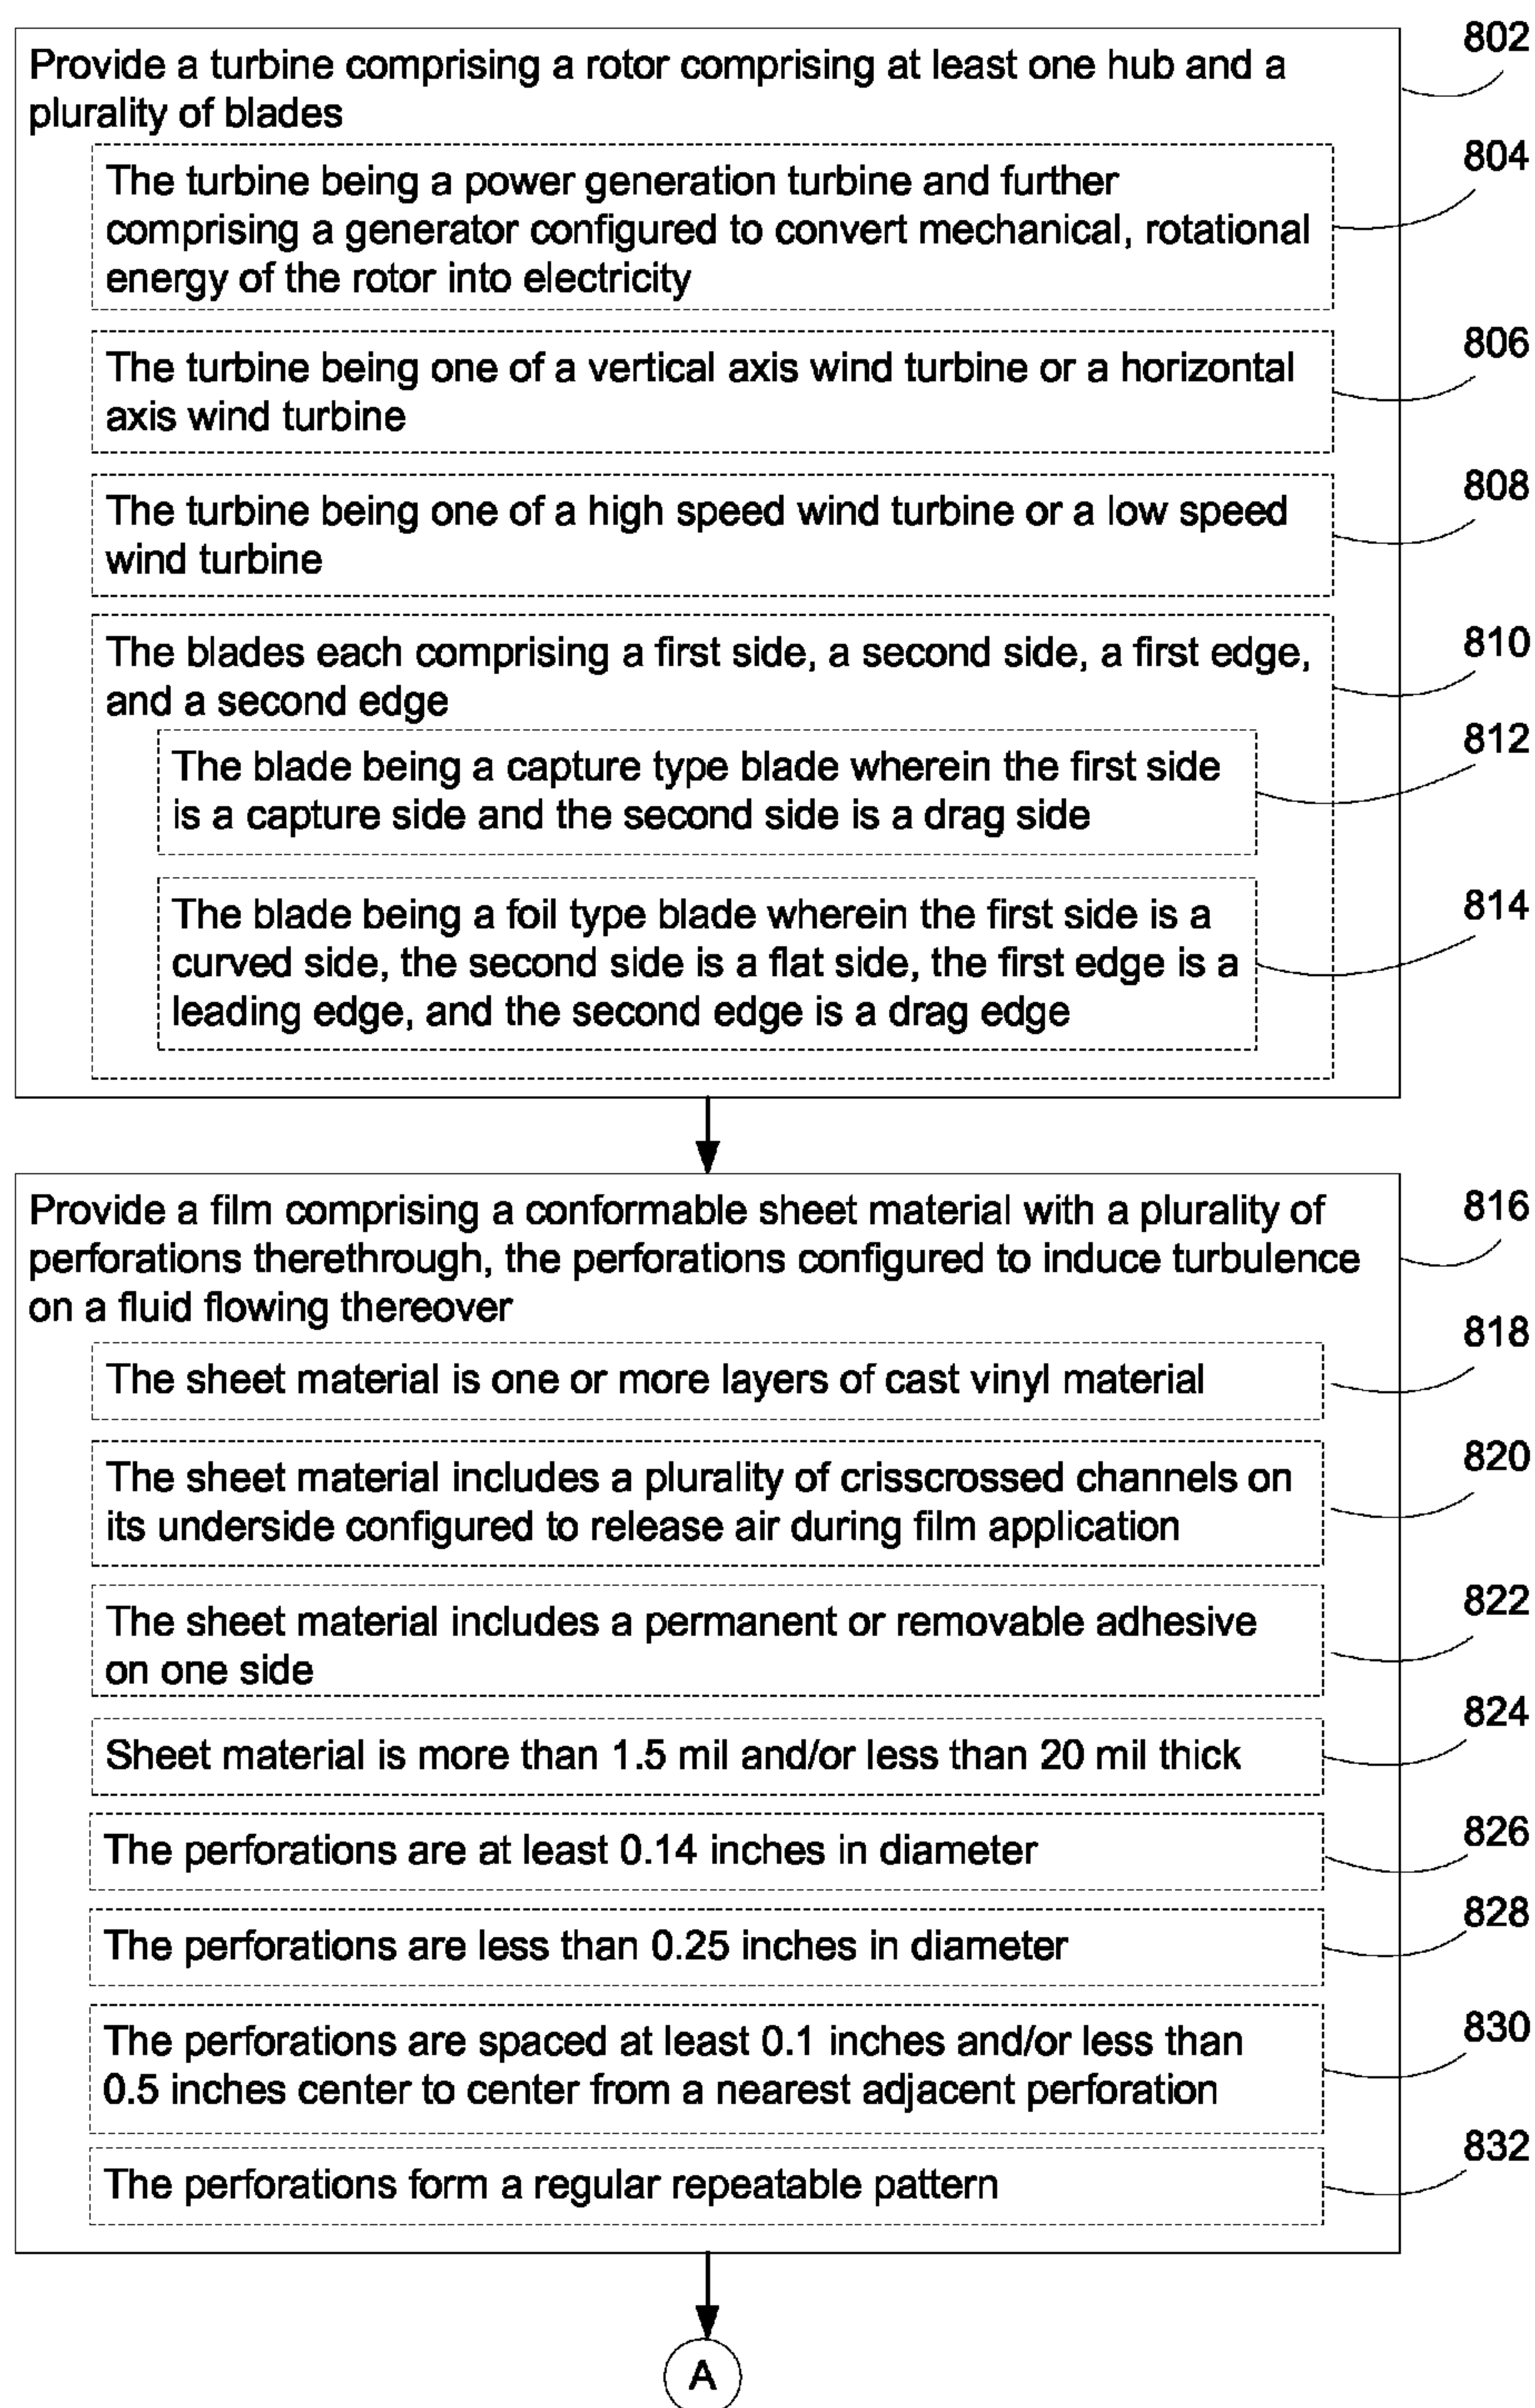 802
Provide a turbine comprising a rotor comprising at least one hub and a
plurality of blades
804
The turbine being a power generation turbine and further
comprising a generator configured to convert mechanical, rotational
energy of the rotor into electricity
806
The turbine being one of a vertical axis wind turbine or a horizontal
axis wind turbine
808
The turbine being one of a high speed wind turbine or a low speed
wind turbine
810
The blades each comprising a first side, a second side, a first edge,
and a second edge
812
The blade being a capture type blade wherein the first side
is a capture side and the second side is a drag side
814
The blade being a foil type blade wherein the first side is a
curved side, the second side is a flat side, the first edge is a
leading edge, and the second edge is a drag edge
816
Provide a film comprising a conformable sheet material with a plurality of
perforations therethrough, the perforations configured to induce turbulence
on a fluid flowing thereover
818
The sheet material is one or more layers of cast vinyl material
820
The sheet material includes a plurality of crisscrossed channels on
its underside configured to release air during film application
822
The sheet material includes a permanent or removable adhesive
on one side
824
Sheet material is more than 1.5 mil and/or less than 20 mil thick
826
The perforations are at least 0.14 inches in diameter
828
The perforations are less than 0.25 inches in diameter
830
The perforations are spaced at least 0.1 inches and/or less than
0.5 inches center to center from a nearest adjacent perforation
832
The perforations form a regular repeatable pattern
A